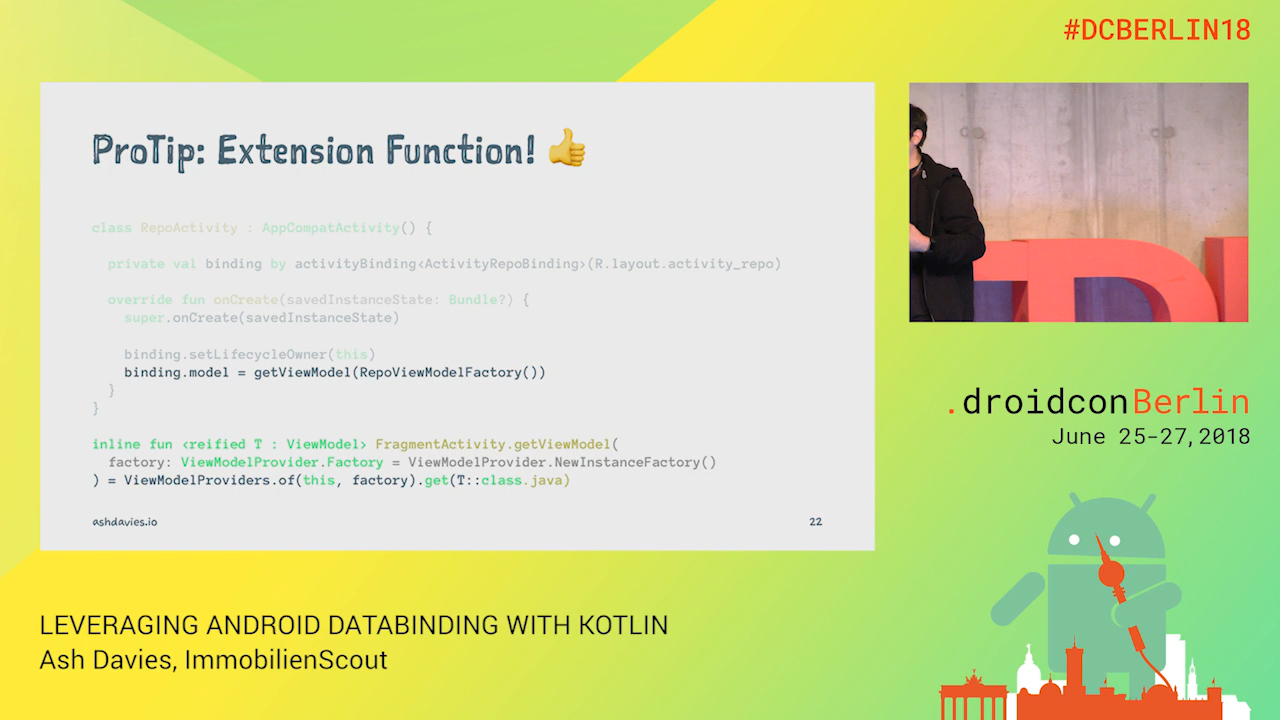 #DCBERLIN18
ProTip: Extension Function! 👍
class RepoActivity : AppCompatActivity() {
private val binding by activityBinding<ActivityRepoBinding>(R.layout.activity_repo)
override fun onCreate(savedInstanceState: Bundle?) {
super.onCreate(savedInstanceState)
binding.setLifecycleOwner(this)
binding.model = getViewModel(RepoViewModelFactory())
}
}
inline fun <reified T : ViewModel> FragmentActivity.getViewModel(
factory: ViewModelProvider.Factory = ViewModelProvider.NewInstanceFactory()
) = ViewModelProviders.of(this, factory).get(T::class.java)
ashdavies.io
22
.droidconBerlin
June 25-27, 2018
LEVERAGING ANDROID DATABINDING WITH KOTLIN
Ash Davies, ImmobilienScout